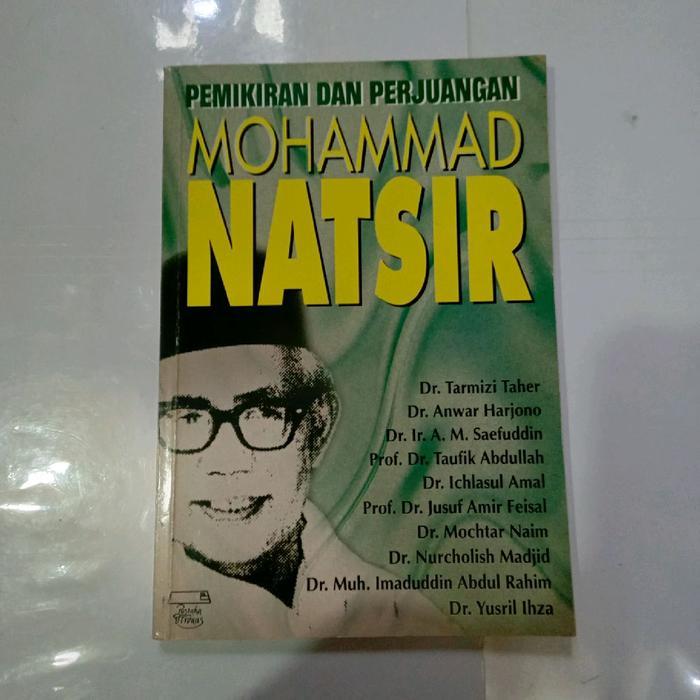 PEMIKIRAN DAN PERJUANGAN
MOHAMMAD
NATSIR
Dr. Tarmizi Taher
Dr. Anwar Harjono
Dr. Ir. A. M. Saefuddin
Prof. Dr. Taufik Abdullah
Dr. Ichlasul Amal
Prof. Dr. Jusuf Amir Feisal
Dr. Mochtar Naim
Dr. Nurcholish Madjid
Dr. Muh. Imaduddin Abdul Rahim
Dr. Yusril Ihza
Pustaka